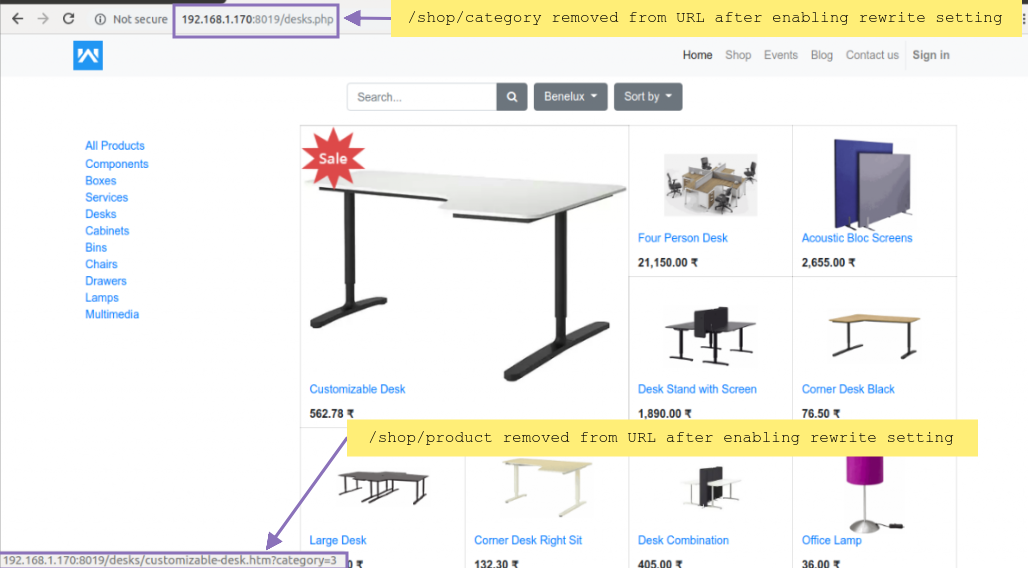 Not secure 192.168.1.170:8019/desks.php
/shop/category removed from URL after enabling rewrite setting
Home Shop Events Blog Contact us Sign in
Search... Benelux Sort by
All Products
Components
Boxes
Services
Desks
Cabinets
Bins
Chairs
Drawers
Lamps
Multimedia
Sale
Four Person Desk
21,150.00 ₹
Acoustic Bloc Screens
2,655.00 ₹
Customizable Desk
562.78 ₹
Desk Stand with Screen
1,890.00 ₹
Corner Desk Black
76.50 ₹
/shop/product removed from URL after enabling rewrite setting
Large Desk
0 ₹
Corner Desk Right Sit
132.30 ₹
Desk Combination
405.00 ₹
Office Lamp
36.00 ₹
192.168.1.170:8019/desks/customizable-desk.htm?category=3